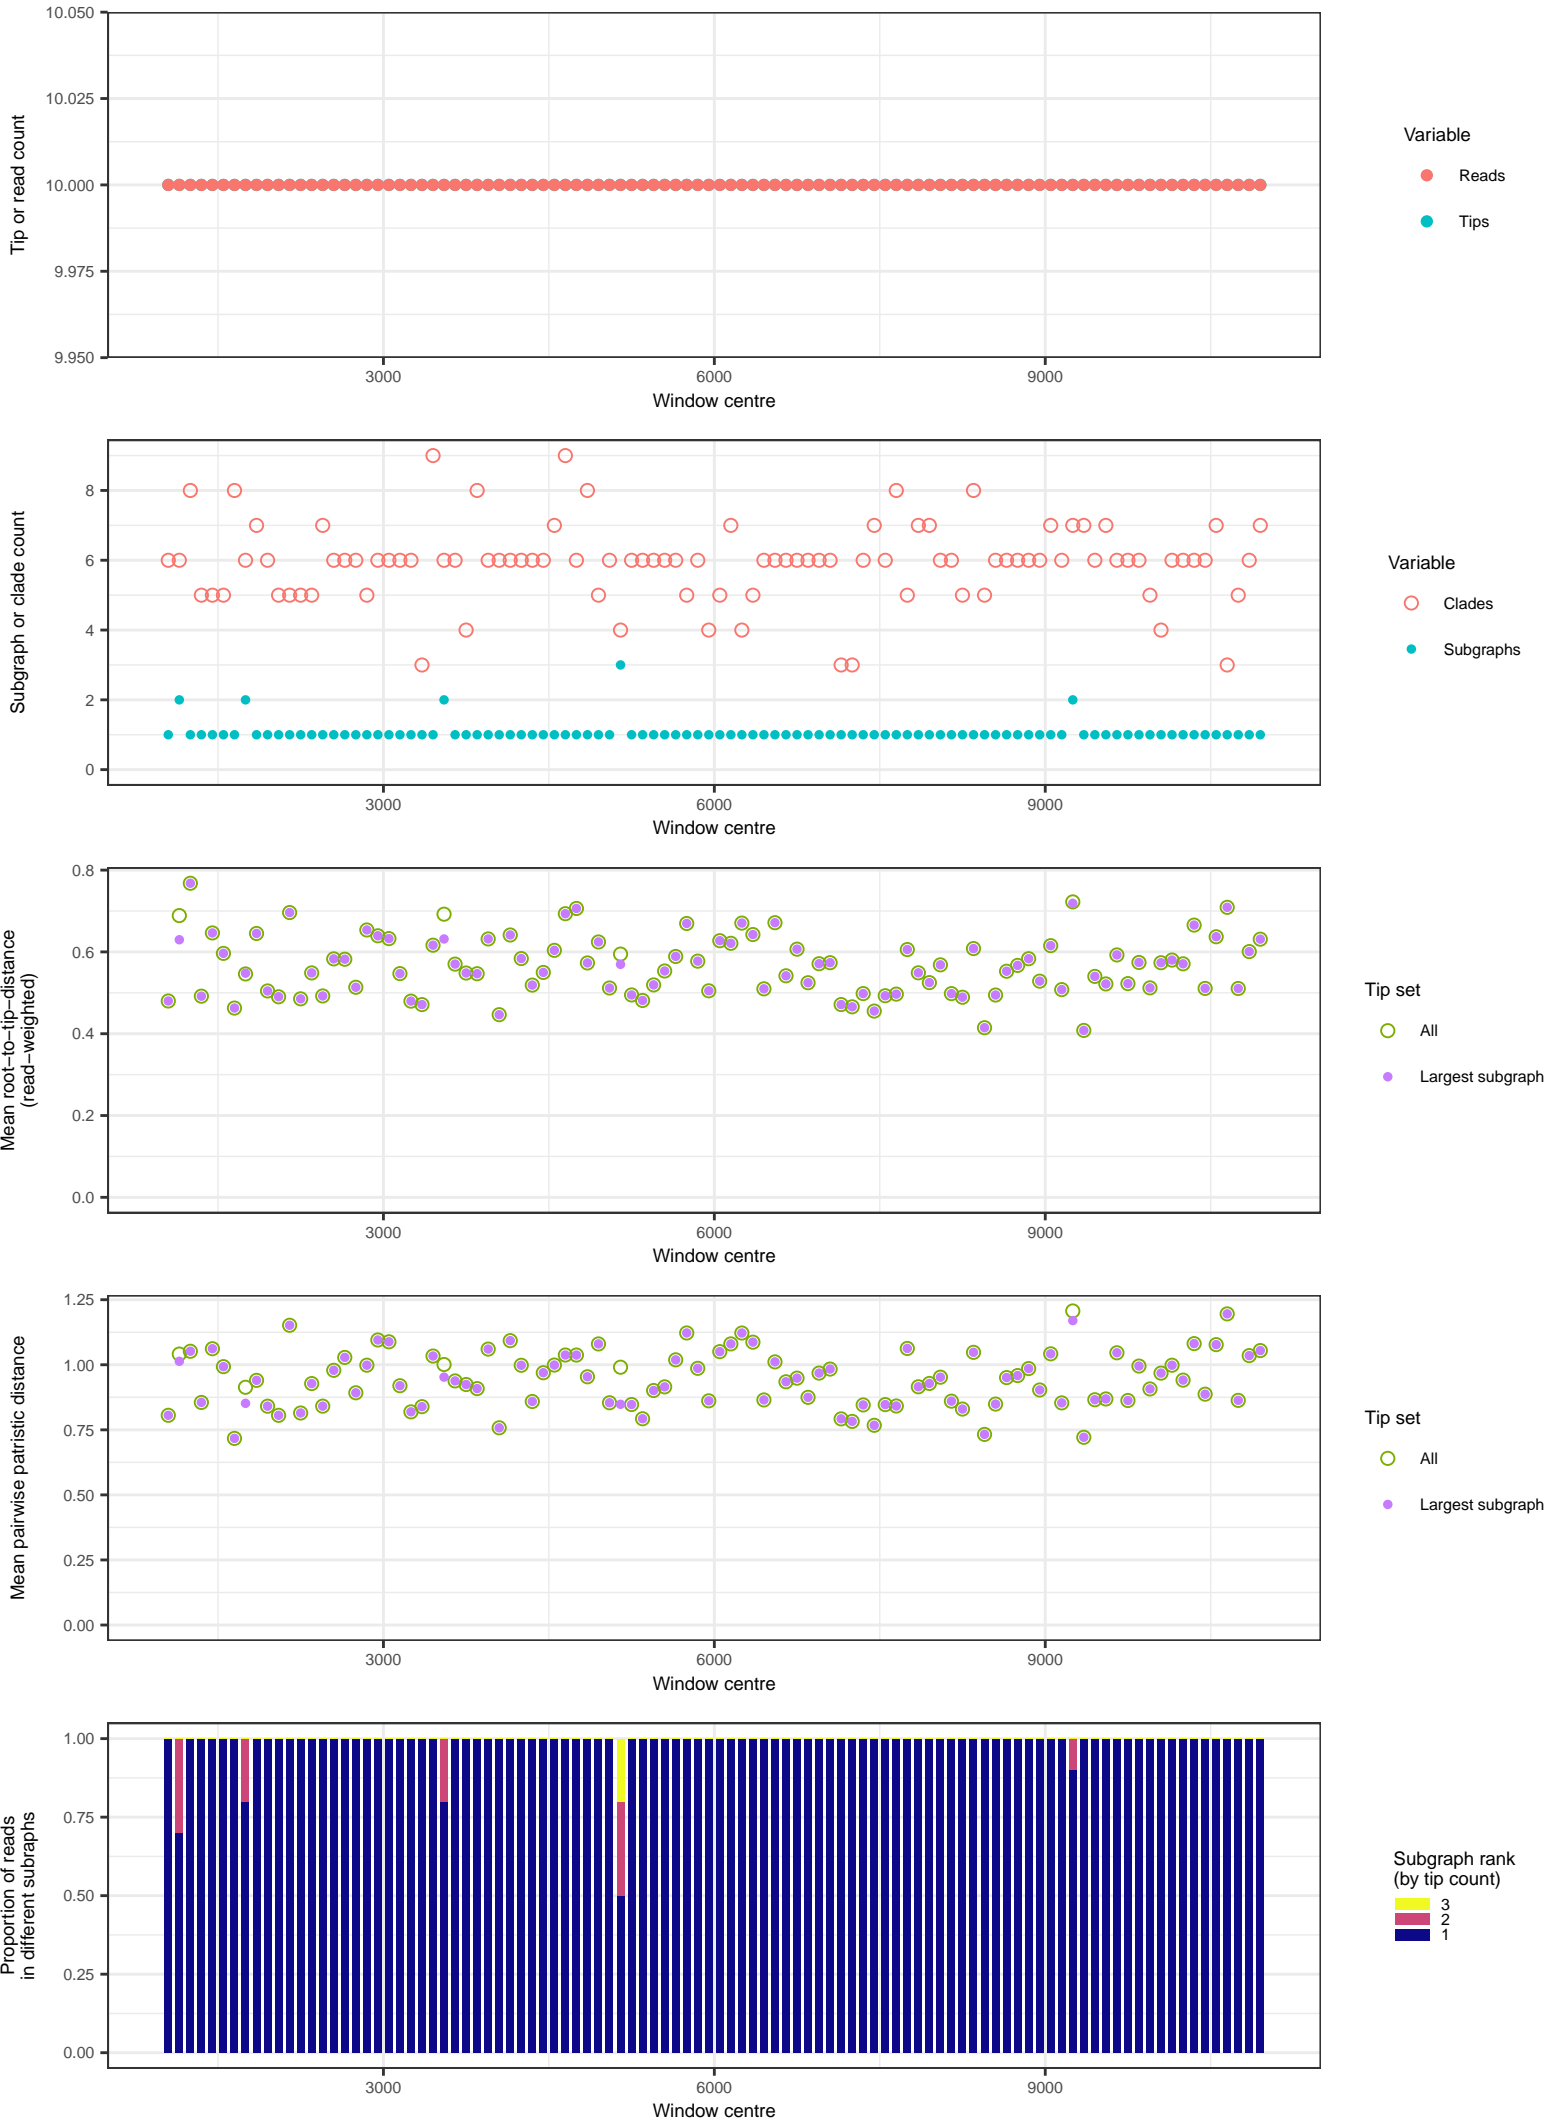 10.050
10.025
10.000
9.975
9.950
Tip or read count
3000 6000 9000
Window centre
Variable
Reads
Tips
8
6
4
2
0
Subgraph or clade count
3000 6000 9000
Window centre
Variable
Clades
Subgraphs
0.8
0.6
0.4
0.2
0.0
Mean root−to−tip−distance
(read−weighted)
3000 6000 9000
Window centre
Tip set
All
Largest subgraph
1.25
1.00
0.75
0.50
0.25
0.00
Mean pairwise patristic distance
3000 6000 9000
Window centre
Tip set
All
Largest subgraph
1.00
0.75
0.50
0.25
0.00
Proportion of reads
in different subraphs
3000 6000 9000
Window centre
Subgraph rank
(by tip count)
3
2
1